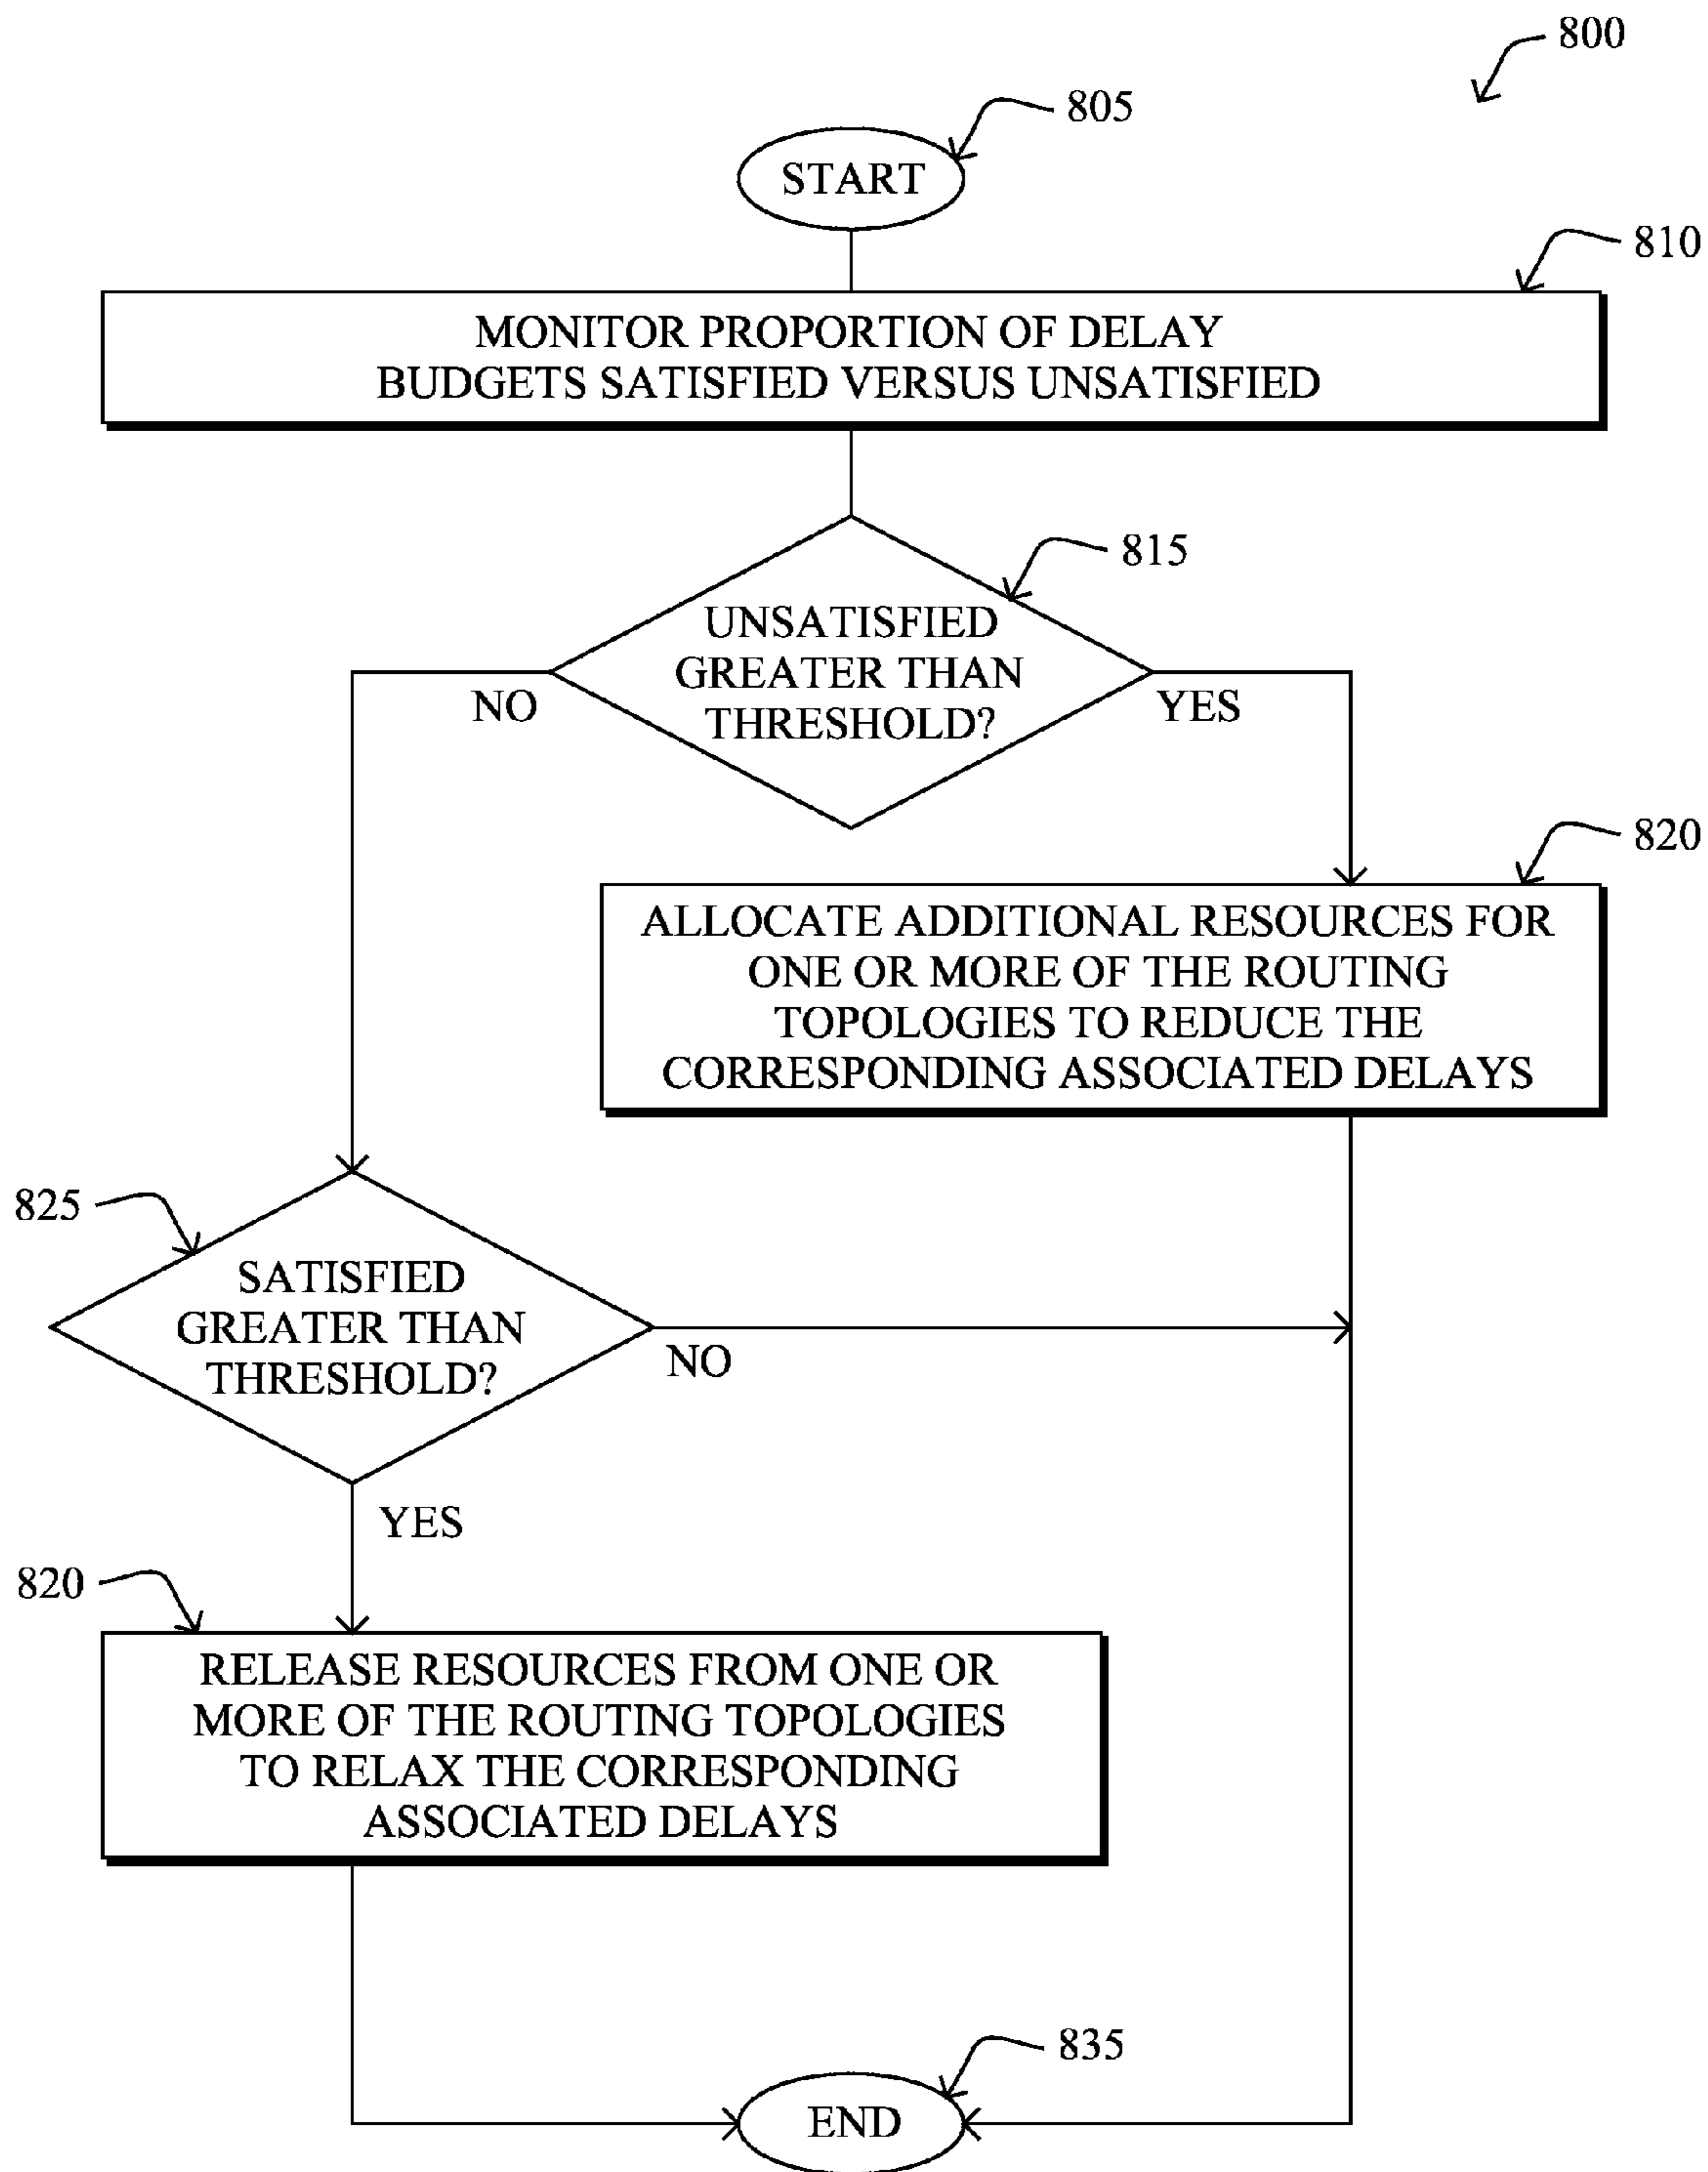 800
805
START
810
MONITOR PROPORTION OF DELAY
BUDGETS SATISFIED VERSUS UNSATISFIED
815
UNSATISFIED
GREATER THAN
THRESHOLD?
NO
YES
820
ALLOCATE ADDITIONAL RESOURCES FOR
ONE OR MORE OF THE ROUTING
TOPOLOGIES TO REDUCE THE
CORRESPONDING ASSOCIATED DELAYS
825
SATISFIED
GREATER THAN
THRESHOLD?
NO
YES
820
RELEASE RESOURCES FROM ONE OR
MORE OF THE ROUTING TOPOLOGIES
TO RELAX THE CORRESPONDING
ASSOCIATED DELAYS
835
END